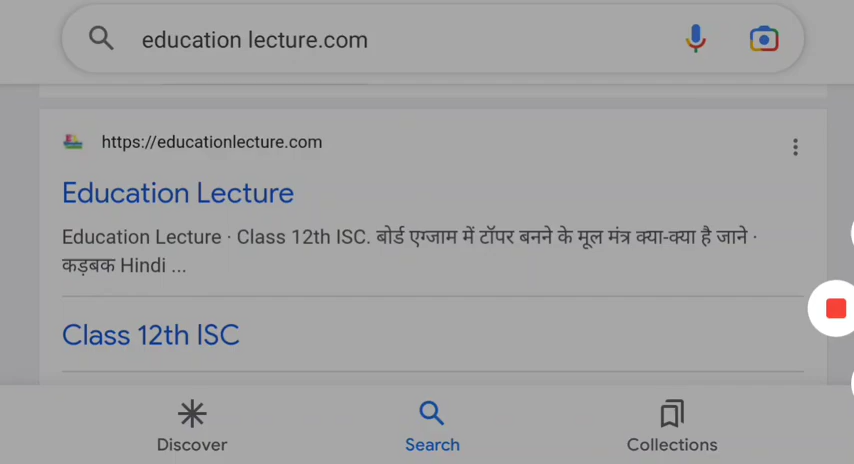 education lecture.com
https://educationlecture.com
Education Lecture
Education Lecture · Class 12th ISC. बोर्ड एग्जाम में टॉपर बनने के मूल मंत्र क्या-क्या है जाने ·
कड़बक Hindi ...
Class 12th ISC
Discover
Search
Collections